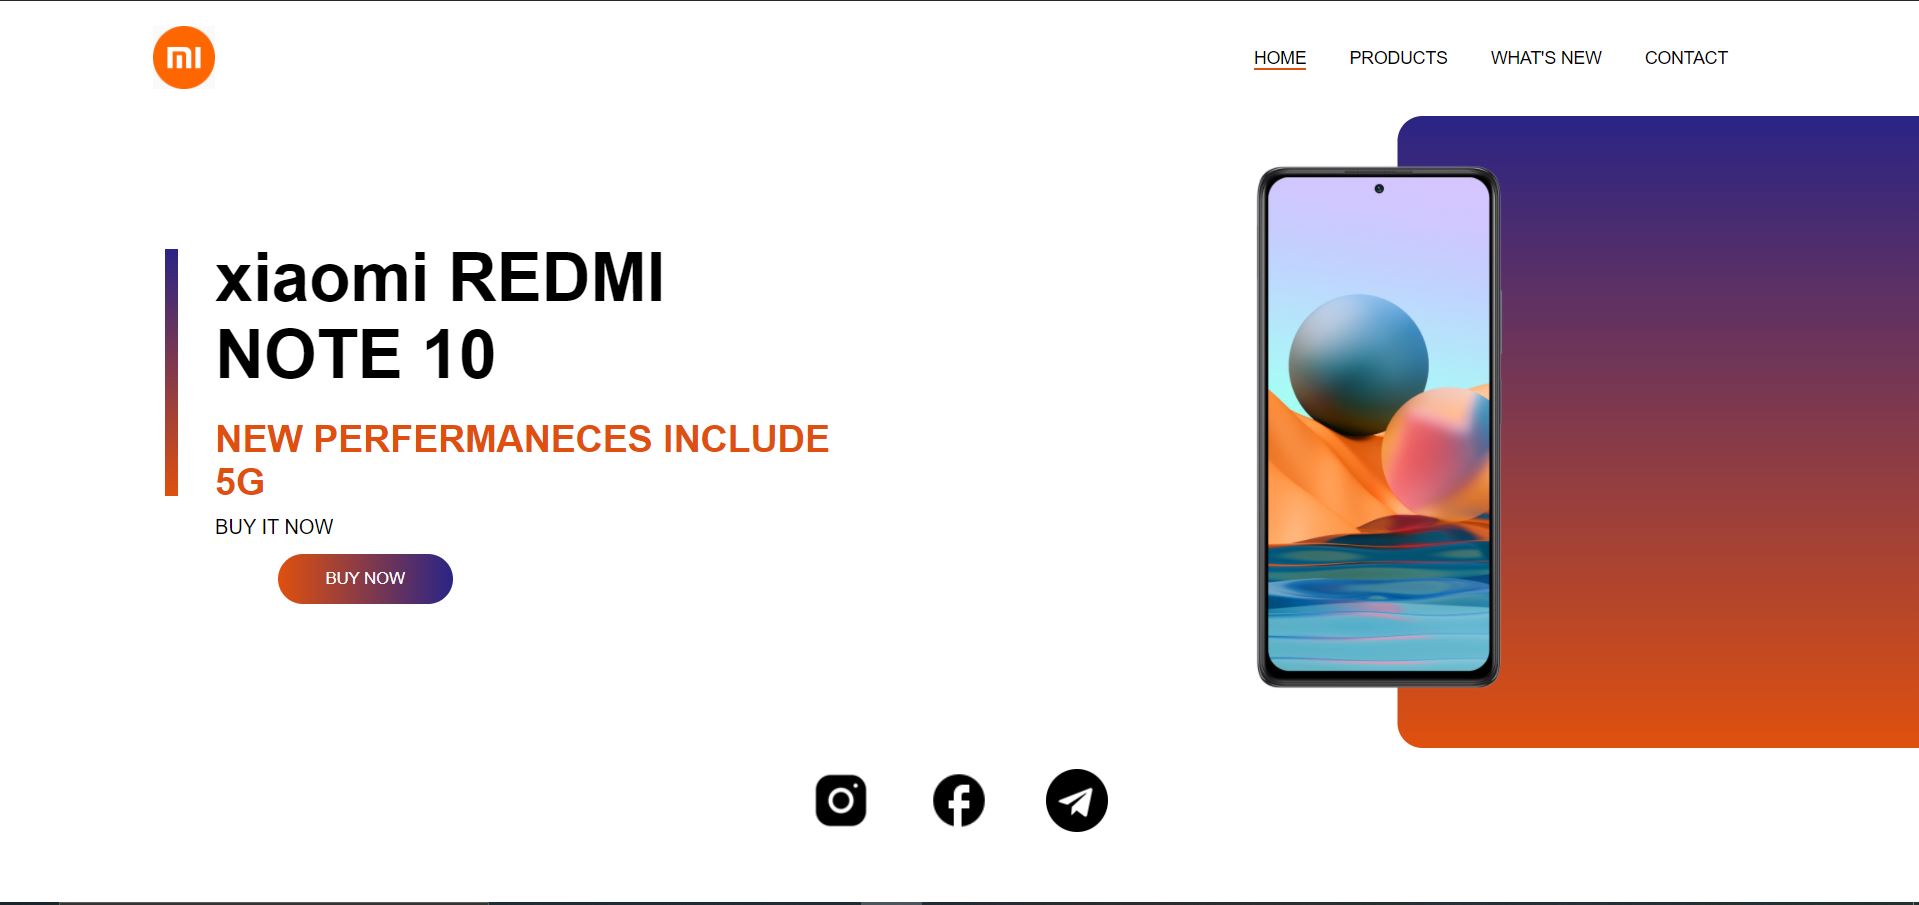 mi
HOME PRODUCTS WHAT'S NEW CONTACT
xiaomi REDMI
NOTE 10
NEW PERFERMANECES INCLUDE
5G
BUY IT NOW
BUY NOW